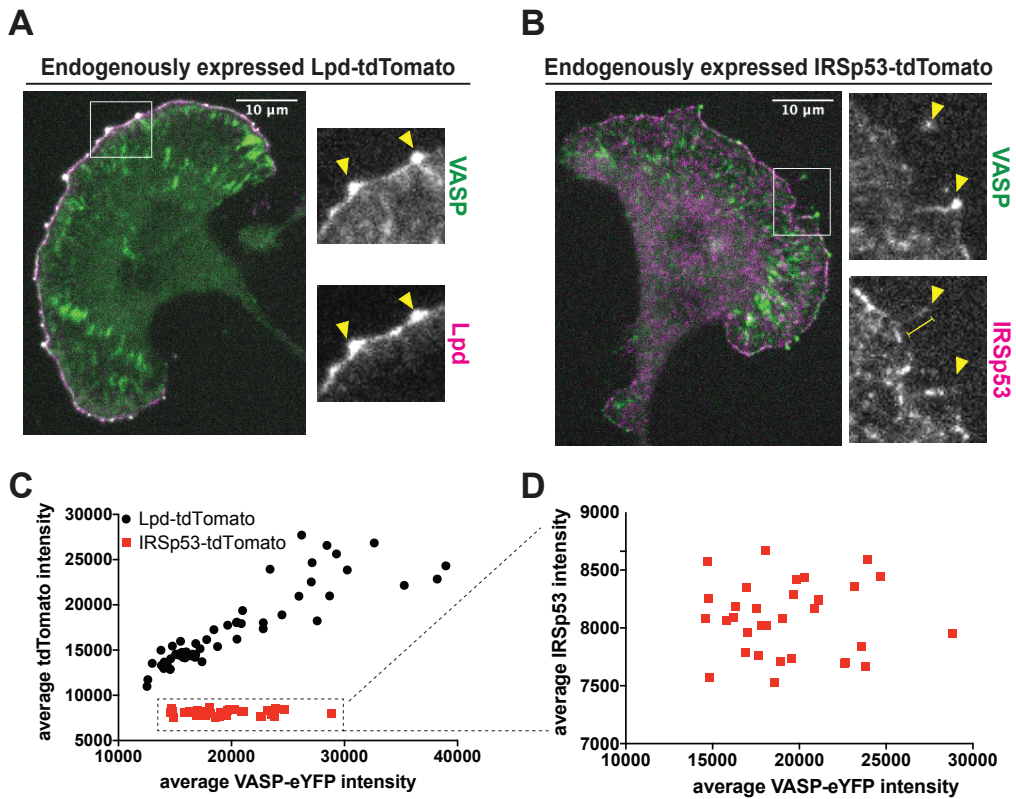 A
Endogenously expressed Lpd-tdTomato
10 µm
VASP
Lpd
B
Endogenously expressed IRSp53-tdTomato
10 µm
VASP
IRSp53
C
average tdTomato intensity
30000
25000
20000
15000
10000
5000
Lpd-tdTomato
IRSp53-tdTomato
10000 20000 30000 40000
average VASP-eYFP intensity
D
average IRSp53 intensity
9000
8500
8000
7500
7000
10000 15000 20000 25000 30000
average VASP-eYFP intensity